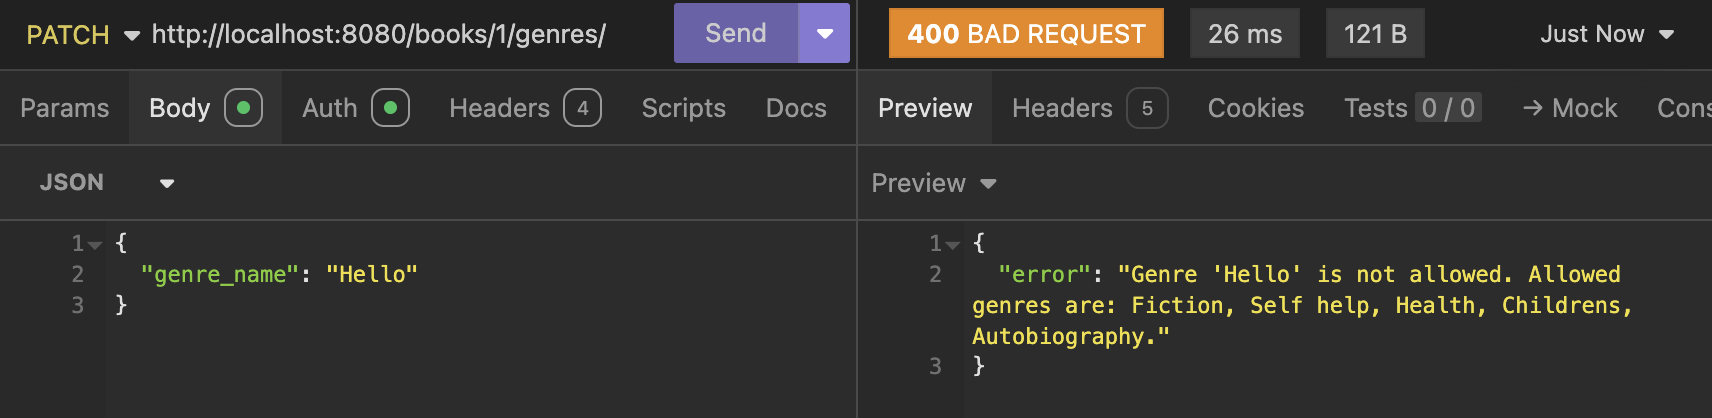 PATCH http://localhost:8080/books/1/genres/ Send
400 BAD REQUEST 26 ms 121 B Just Now
Params Body Auth Headers 4 Scripts Docs
Preview Headers 5 Cookies Tests 0 / 0 → Mock Cons
JSON
Preview
1 {
2 "genre_name": "Hello"
3 }
1 {
2 "error": "Genre 'Hello' is not allowed. Allowed
genres are: Fiction, Self help, Health, Childrens,
Autobiography."
3 }